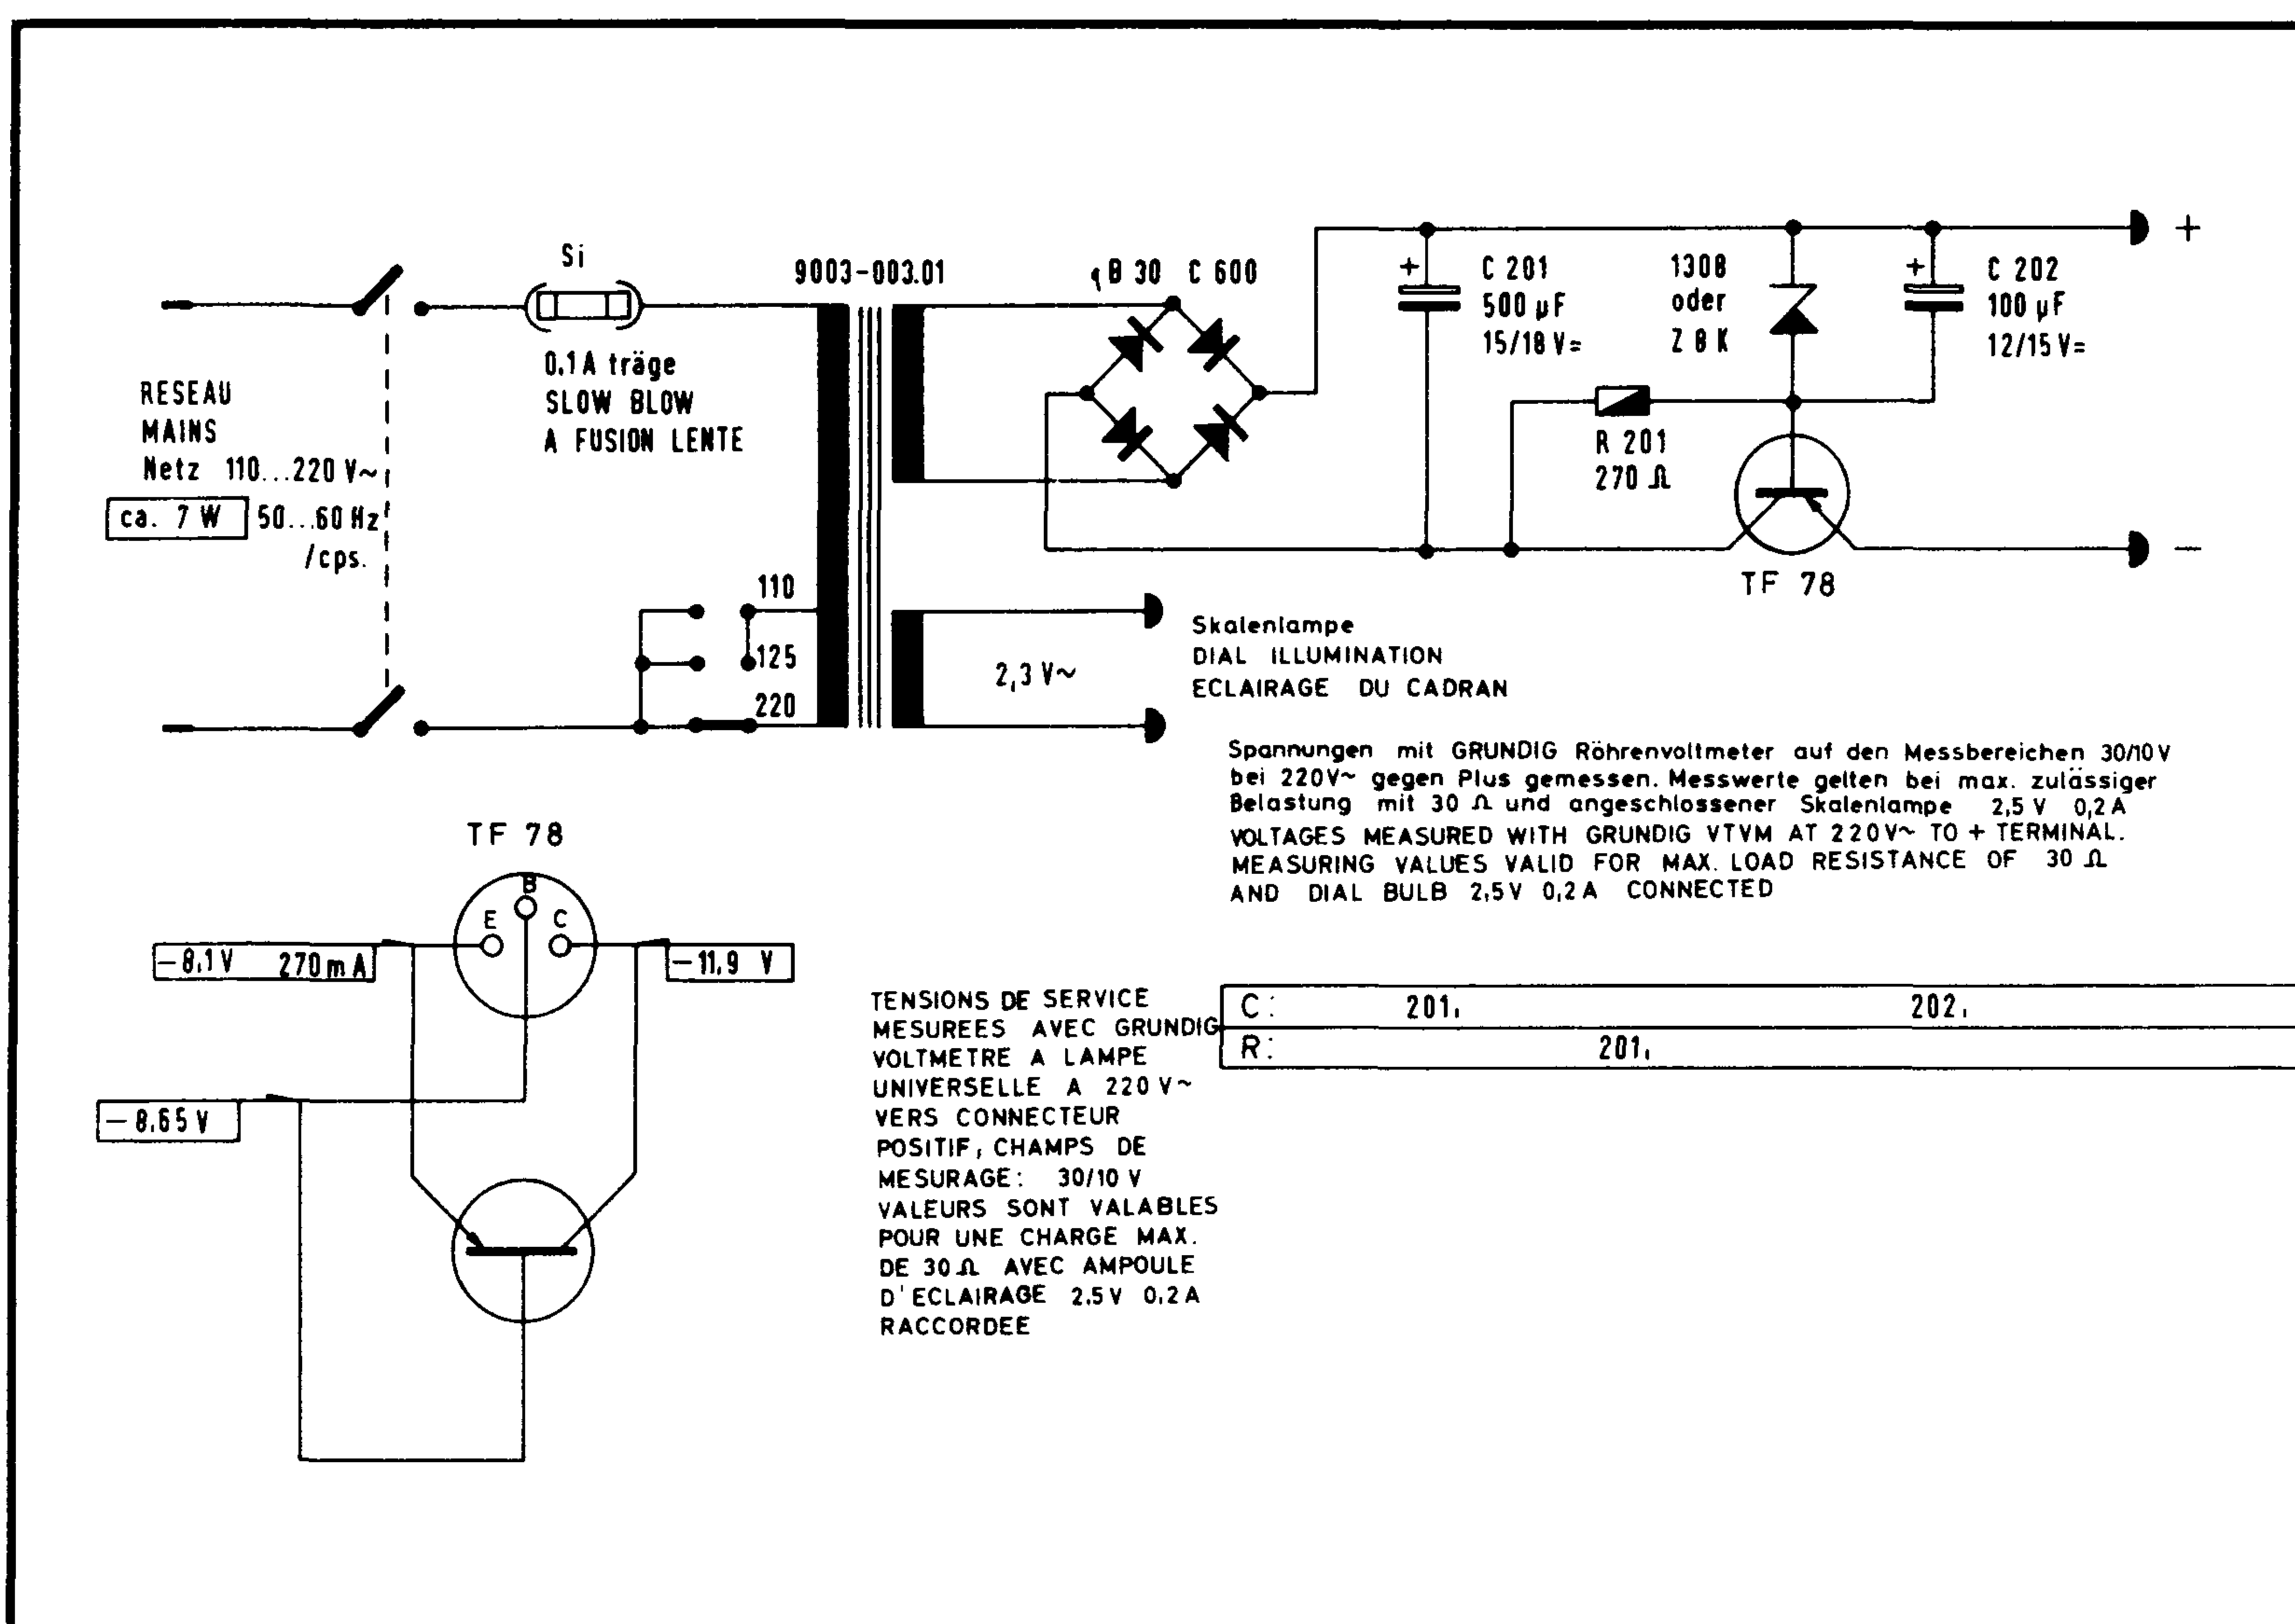 Si
9003-003.01
B 30 C 600
0,1 A träge
SLOW BLOW
A FUSION LENTE
RESEAU
MAINS
Netz 110...220 V~
ca. 7 W
50...60 Hz
/cps.
+
C 201
500 µF
15/18 V=
1308
oder
Z 8 K
+
C 202
100 µF
12/15 V=
+
R 201
270 Ω
−
TF 78
110
125
220
2,3 V~
Skalenlampe
DIAL ILLUMINATION
ECLAIRAGE DU CADRAN
Spannungen mit GRUNDIG Röhrenvoltmeter auf den Messbereichen 30/10 V
bei 220V~ gegen Plus gemessen. Messwerte gelten bei max. zulässiger
Belastung mit 30 Ω und angeschlossener Skalenlampe 2,5 V 0,2 A
VOLTAGES MEASURED WITH GRUNDIG VTVM AT 220V~ TO + TERMINAL.
MEASURING VALUES VALID FOR MAX. LOAD RESISTANCE OF 30 Ω
AND DIAL BULB 2,5V 0,2 A CONNECTED
TF 78
B
E
C
−8,1 V 270 mA
−11,9 V
−8,65 V
TENSIONS DE SERVICE
MESUREES AVEC GRUNDIG
VOLTMETRE A LAMPE
UNIVERSELLE A 220 V~
VERS CONNECTEUR
POSITIF, CHAMPS DE
MESURAGE: 30/10 V
VALEURS SONT VALABLES
POUR UNE CHARGE MAX.
DE 30 Ω AVEC AMPOULE
D'ECLAIRAGE 2,5 V 0,2 A
RACCORDEE
C: 201, 202,
R: 201,